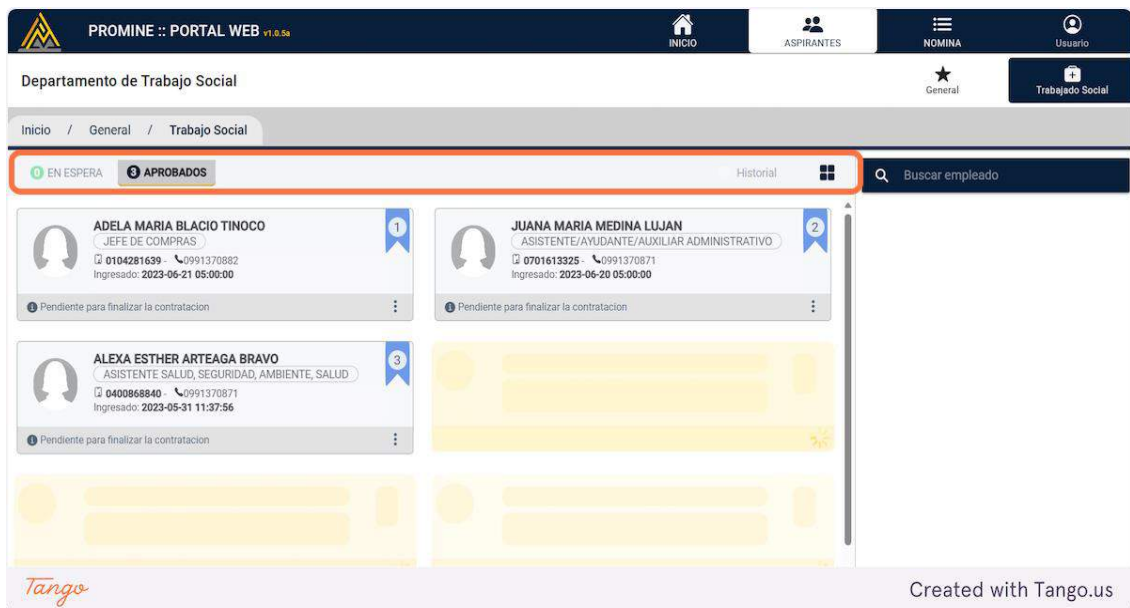 PROMINE :: PORTAL WEB v1.0.5a
INICIO
ASPIRANTES
NOMINA
Usuario
Departamento de Trabajo Social
General
Trabajado Social
Inicio / General / Trabajo Social
0 EN ESPERA
3 APROBADOS
Historial
Buscar empleado
ADELA MARIA BLACIO TINOCO
1
JEFE DE COMPRAS
0104281639 - 0991370882
Ingresado: 2023-06-21 05:00:00
Pendiente para finalizar la contratacion
JUANA MARIA MEDINA LUJAN
2
ASISTENTE/AYUDANTE/AUXILIAR ADMINISTRATIVO
0701613325 - 0991370871
Ingresado: 2023-06-20 05:00:00
Pendiente para finalizar la contratacion
ALEXA ESTHER ARTEAGA BRAVO
3
ASISTENTE SALUD, SEGURIDAD, AMBIENTE, SALUD
0400868840 - 0991370871
Ingresado: 2023-05-31 11:37:56
Pendiente para finalizar la contratacion
Tango
Created with Tango.us